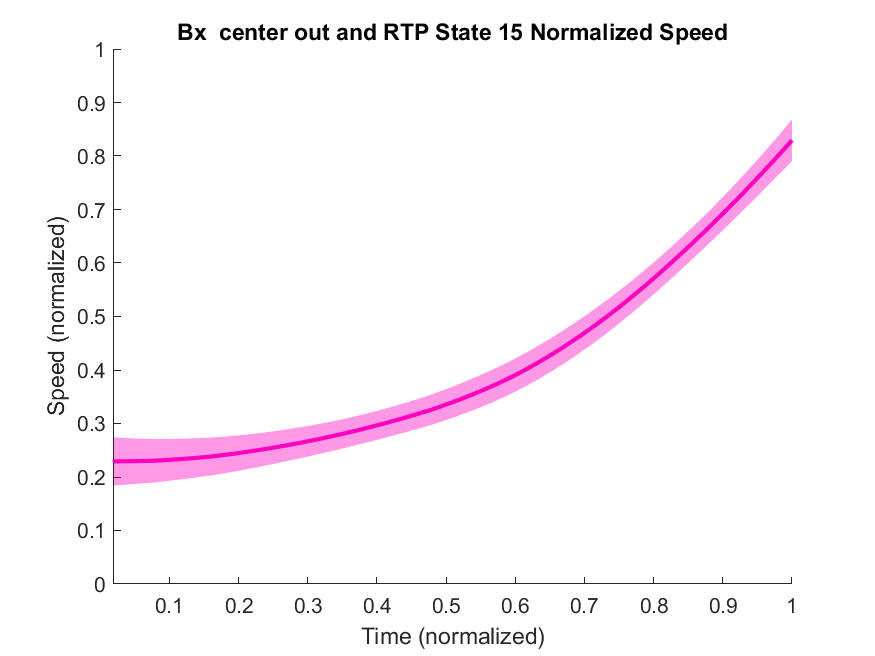 Bx  center out and RTP State 15 Normalized Speed
1
0.9
0.8
0.7
0.6
0.5
0.4
0.3
0.2
0.1
0
Speed (normalized)
0.1 0.2 0.3 0.4 0.5 0.6 0.7 0.8 0.9 1
Time (normalized)